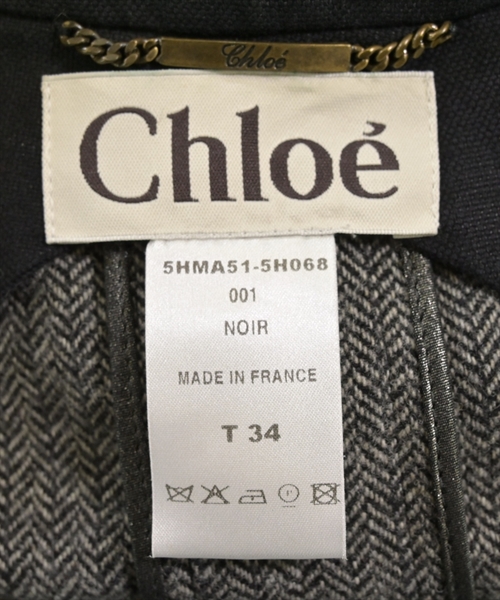 Chloé
Chloé
5HMA51-5H068
001
NOIR
MADE IN FRANCE
T 34
P